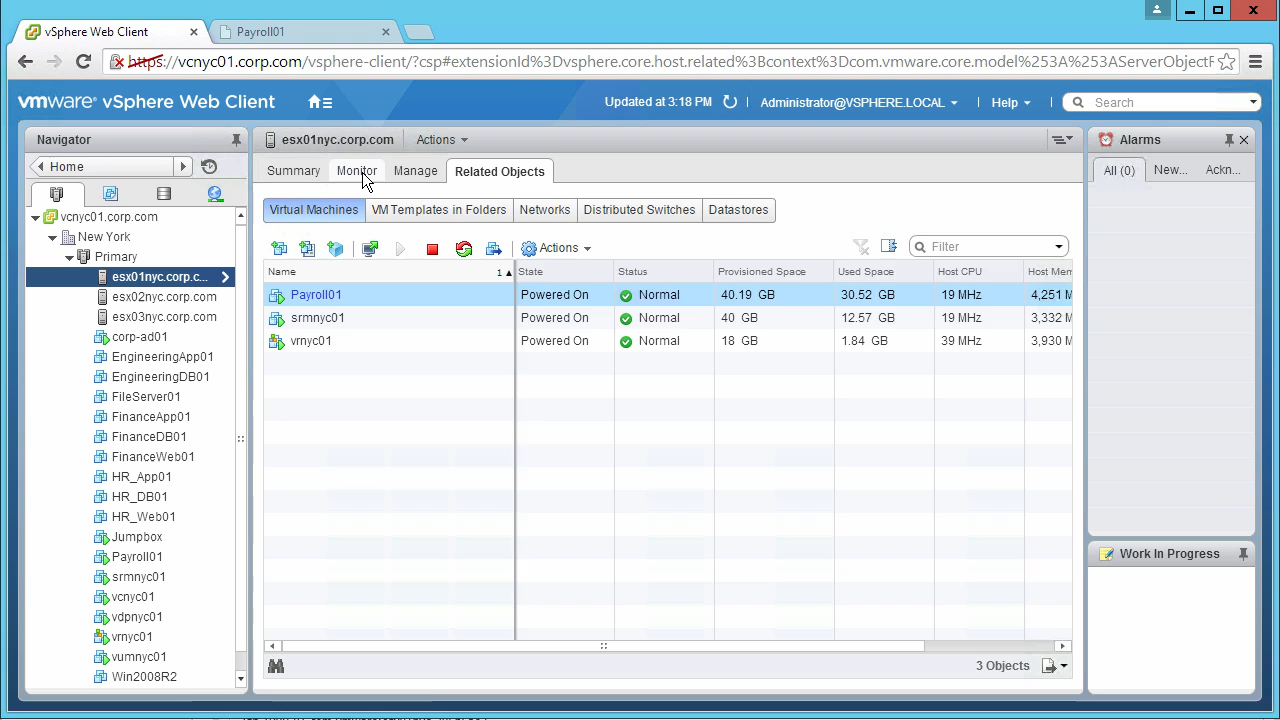 vSphere Web Client
Payroll01
https://vcnyc01.corp.com/vsphere-client/?csp#extensionId%3Dvsphere.core.host.related%3Bcontext%3Dcom.vmware.core.model%253A%253AServerObjectF
vmware® vSphere Web Client
Updated at 3:18 PM
Administrator@VSPHERE.LOCAL
Help
Search
Navigator
Home
vcnyc01.corp.com
New York
Primary
esx01nyc.corp.c...
esx02nyc.corp.com
esx03nyc.corp.com
corp-ad01
EngineeringApp01
EngineeringDB01
FileServer01
FinanceApp01
FinanceDB01
FinanceWeb01
HR_App01
HR_DB01
HR_Web01
Jumpbox
Payroll01
srmnyc01
vcnyc01
vdpnyc01
vrnyc01
vumnyc01
Win2008R2
esx01nyc.corp.com
Actions
Summary Monitor Manage Related Objects
Virtual Machines VM Templates in Folders Networks Distributed Switches Datastores
Actions
Filter
Name 1 State Status Provisioned Space Used Space Host CPU Host Mem
Payroll01 Powered On Normal 40.19 GB 30.52 GB 19 MHz 4,251 M
srmnyc01 Powered On Normal 40 GB 12.57 GB 19 MHz 3,332 M
vrnyc01 Powered On Normal 18 GB 1.84 GB 39 MHz 3,930 M
3 Objects
Alarms
All (0) New... Ackn...
Work In Progress